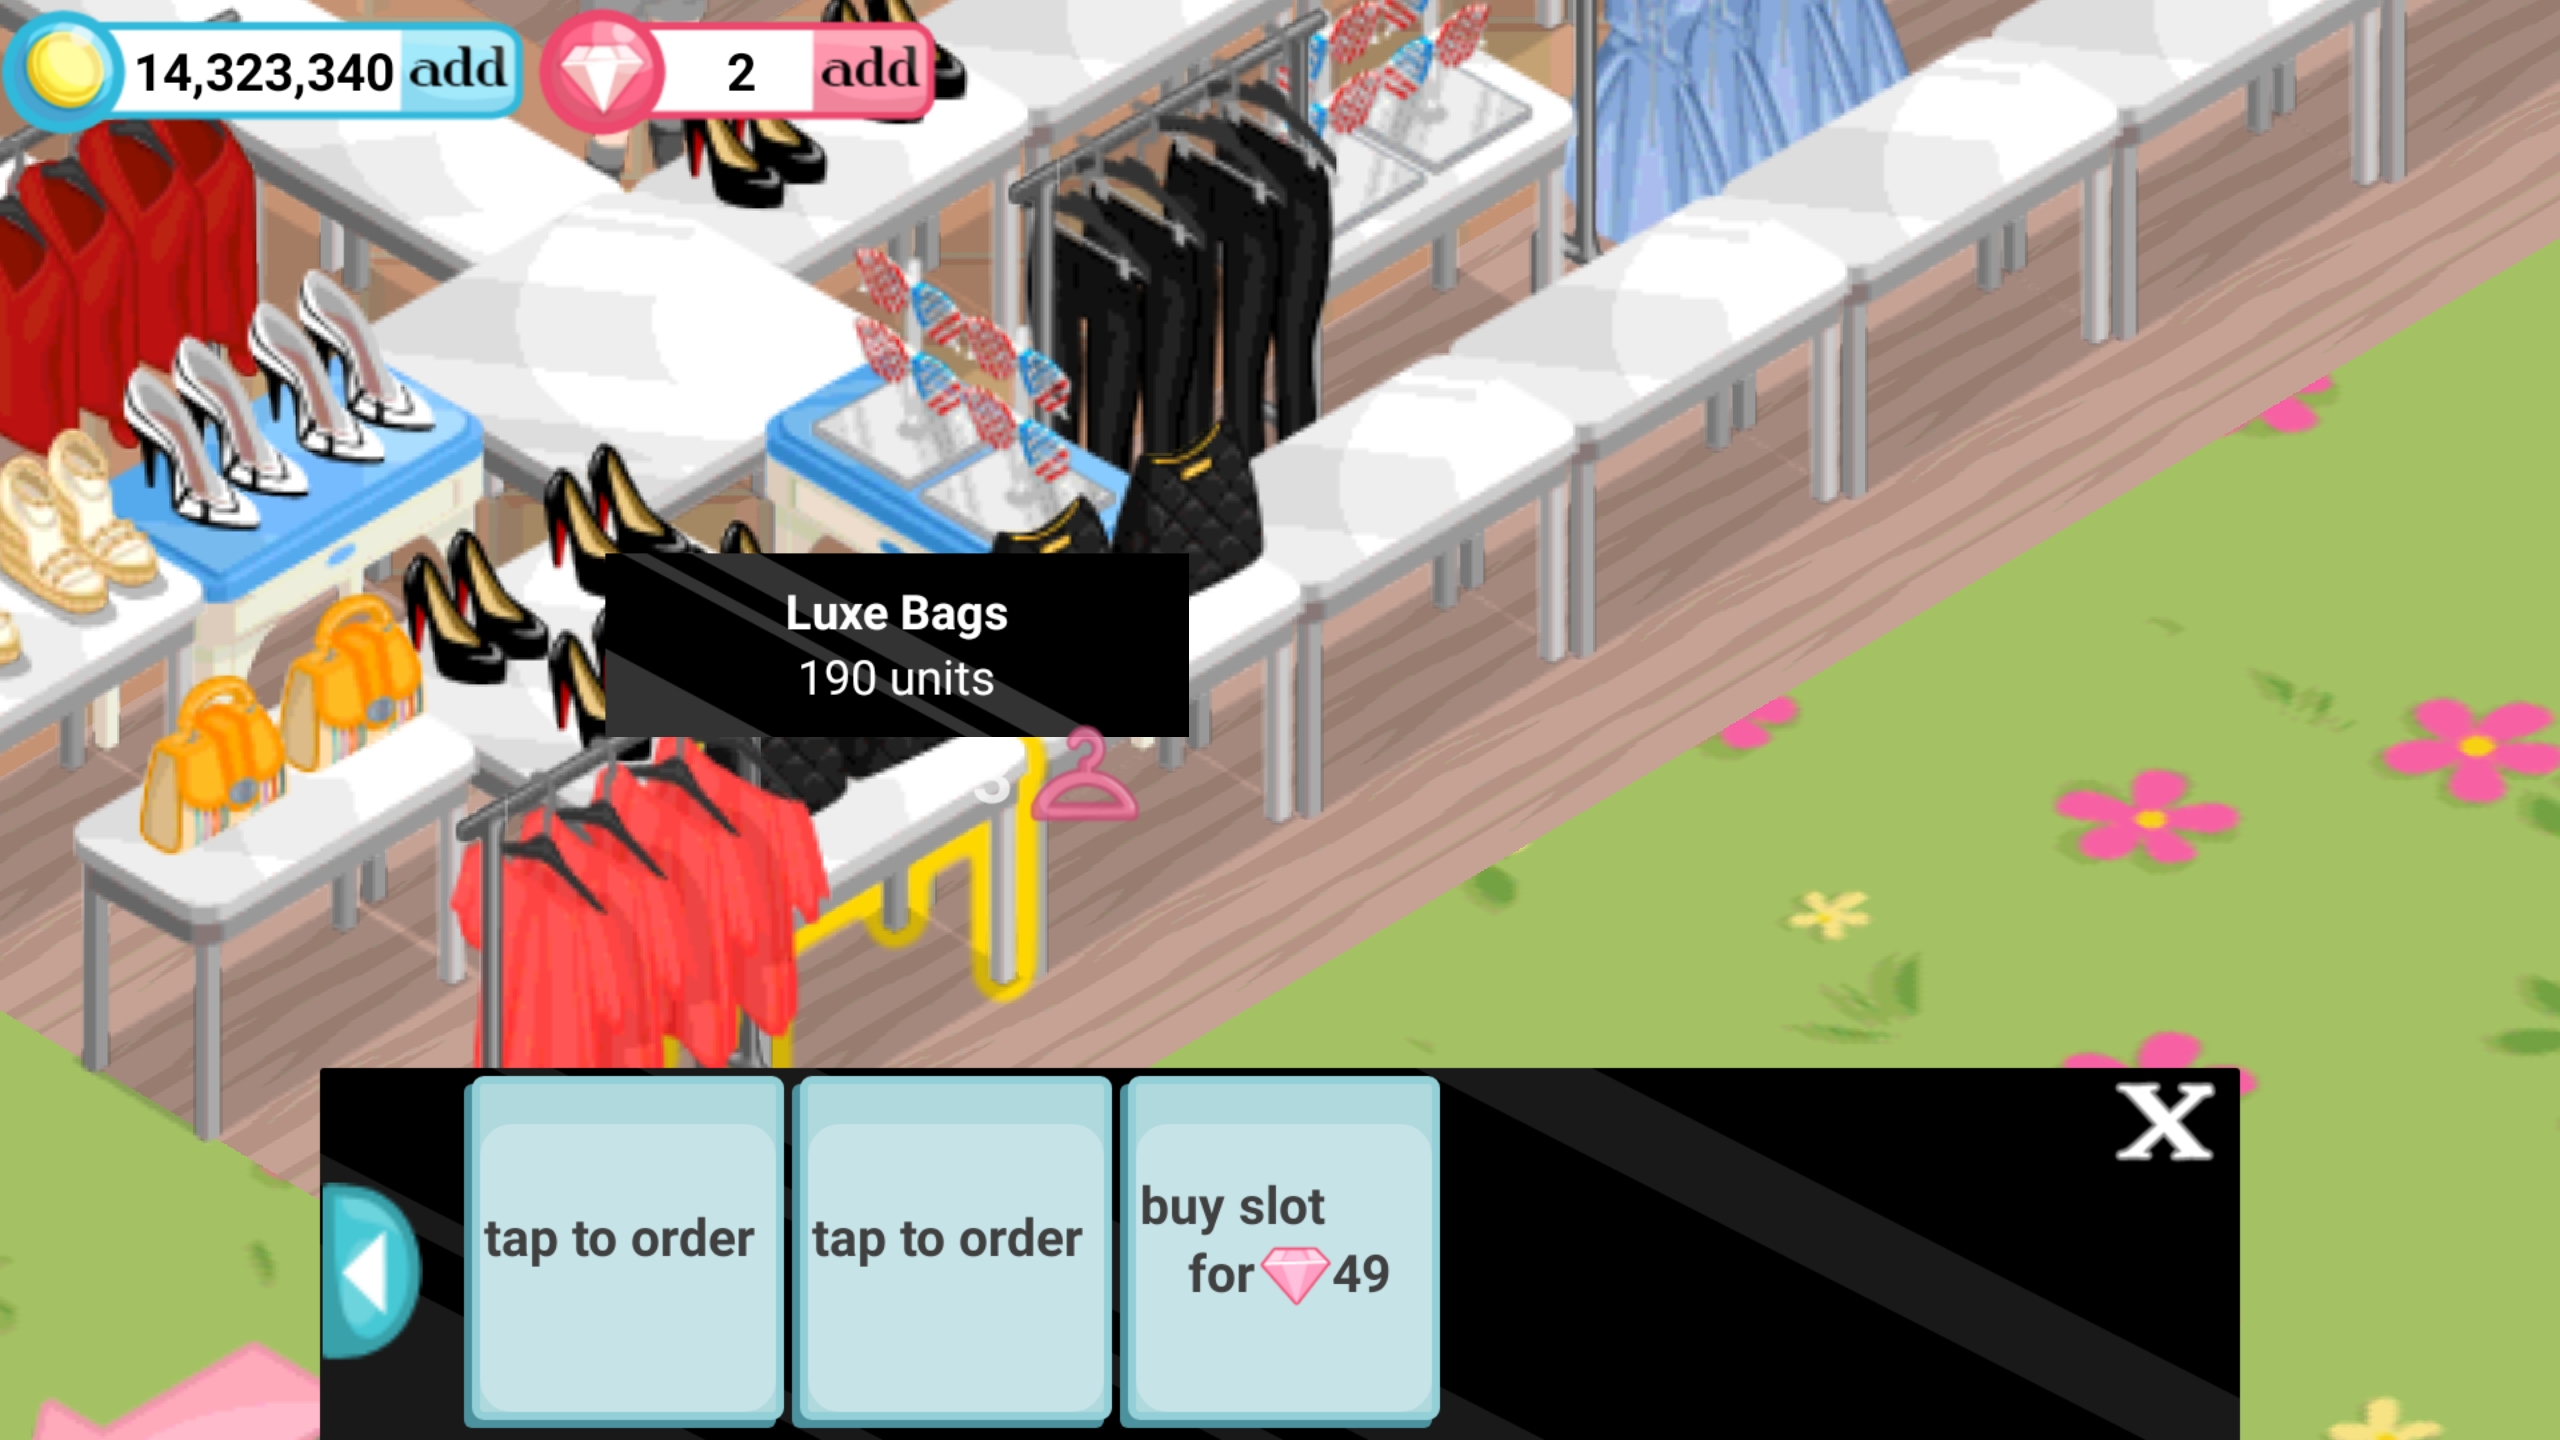 14,323,340 add
2 add
Luxe Bags
190 units
X
tap to order
tap to order
buy slot
for 49